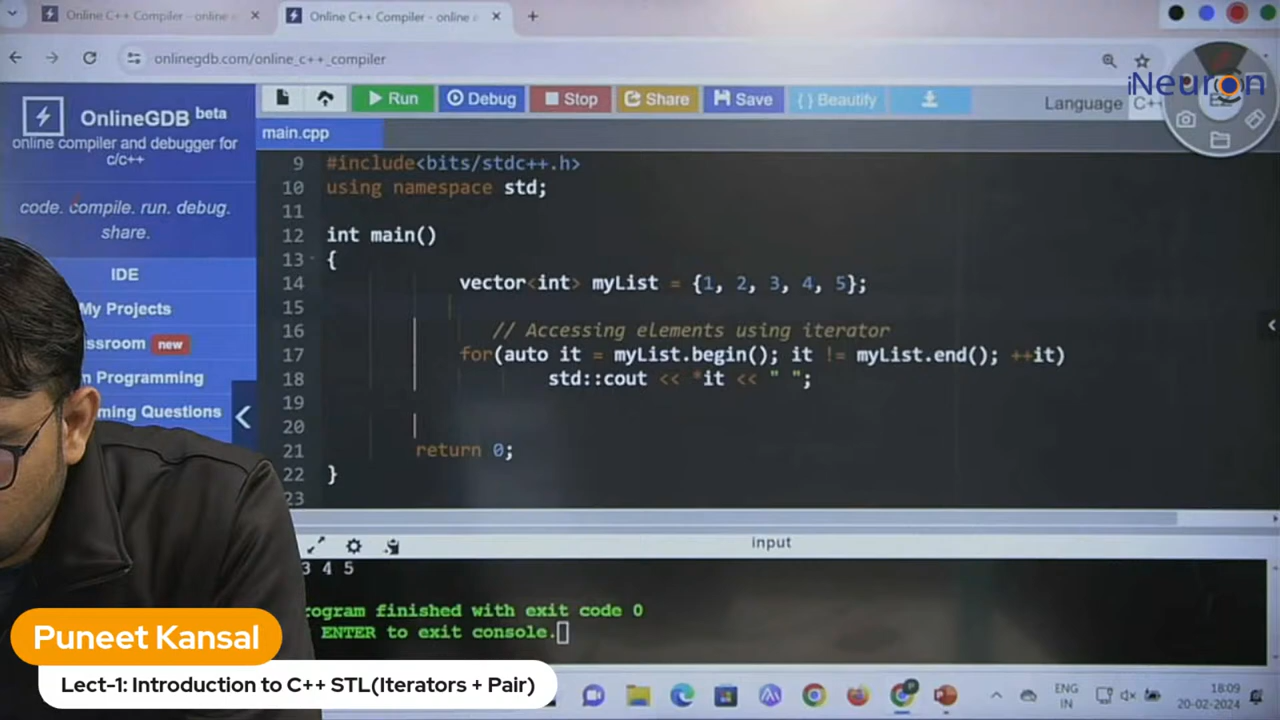 Online C++ Compiler - online e
Online C++ Compiler - online e
onlinegdb.com/online_c++_compiler
iNeuron
OnlineGDB beta
online compiler and debugger for
c/c++
code. compile. run. debug.
share.
IDE
My Projects
ssroom new
n Programming
ming Questions
Run
Debug
Stop
Share
Save
{ } Beautify
Language C++
main.cpp
9 #include<bits/stdc++.h>
10 using namespace std;
11
12 int main()
13 {
14 vector<int> myList = {1, 2, 3, 4, 5};
15
16 // Accessing elements using iterator
17 for(auto it = myList.begin(); it != myList.end(); ++it)
18 std::cout << *it << " ";
19
20
21 return 0;
22 }
23
input
3 4 5
rogram finished with exit code 0
ENTER to exit console.
Puneet Kansal
Lect-1: Introduction to C++ STL(Iterators + Pair)
ENG
IN
18:09
20-02-2024